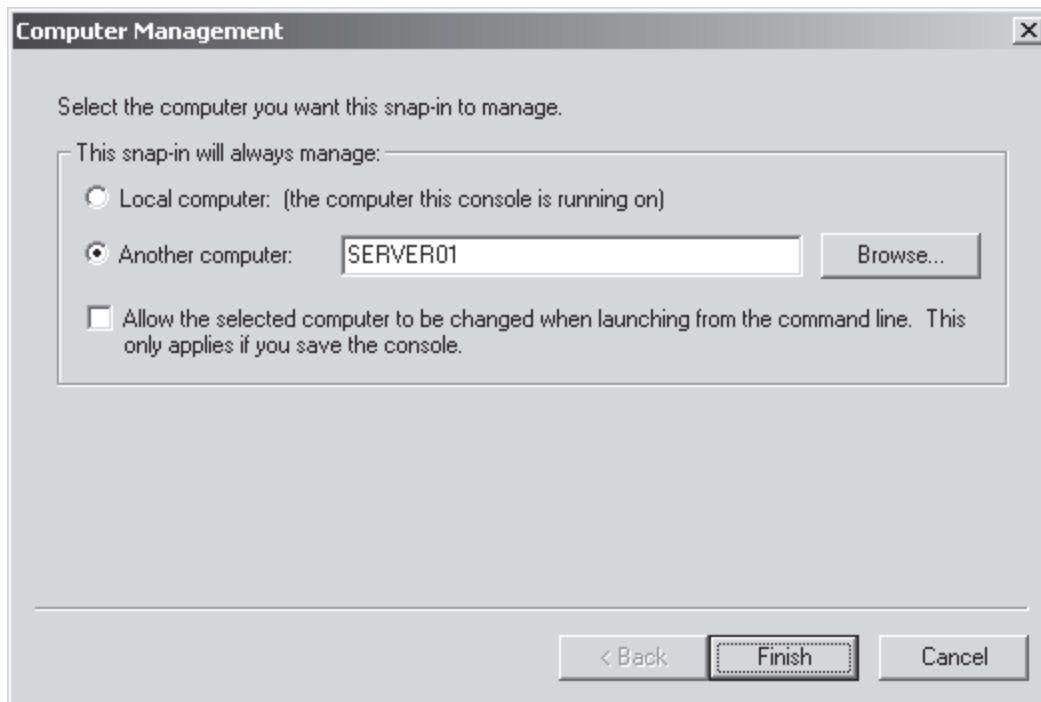 Computer Management
Select the computer you want this snap-in to manage.
This snap-in will always manage:
Local computer: (the computer this console is running on)
Another computer: SERVER01 Browse...
Allow the selected computer to be changed when launching from the command line. This
only applies if you save the console.
< Back Finish Cancel